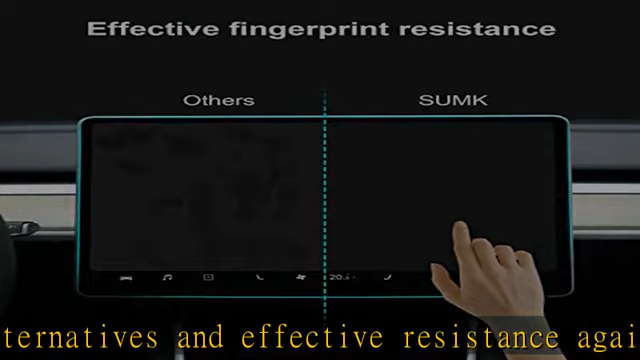 Effective fingerprint resistance
Others
SUMK
ternatives and effective resistance agai